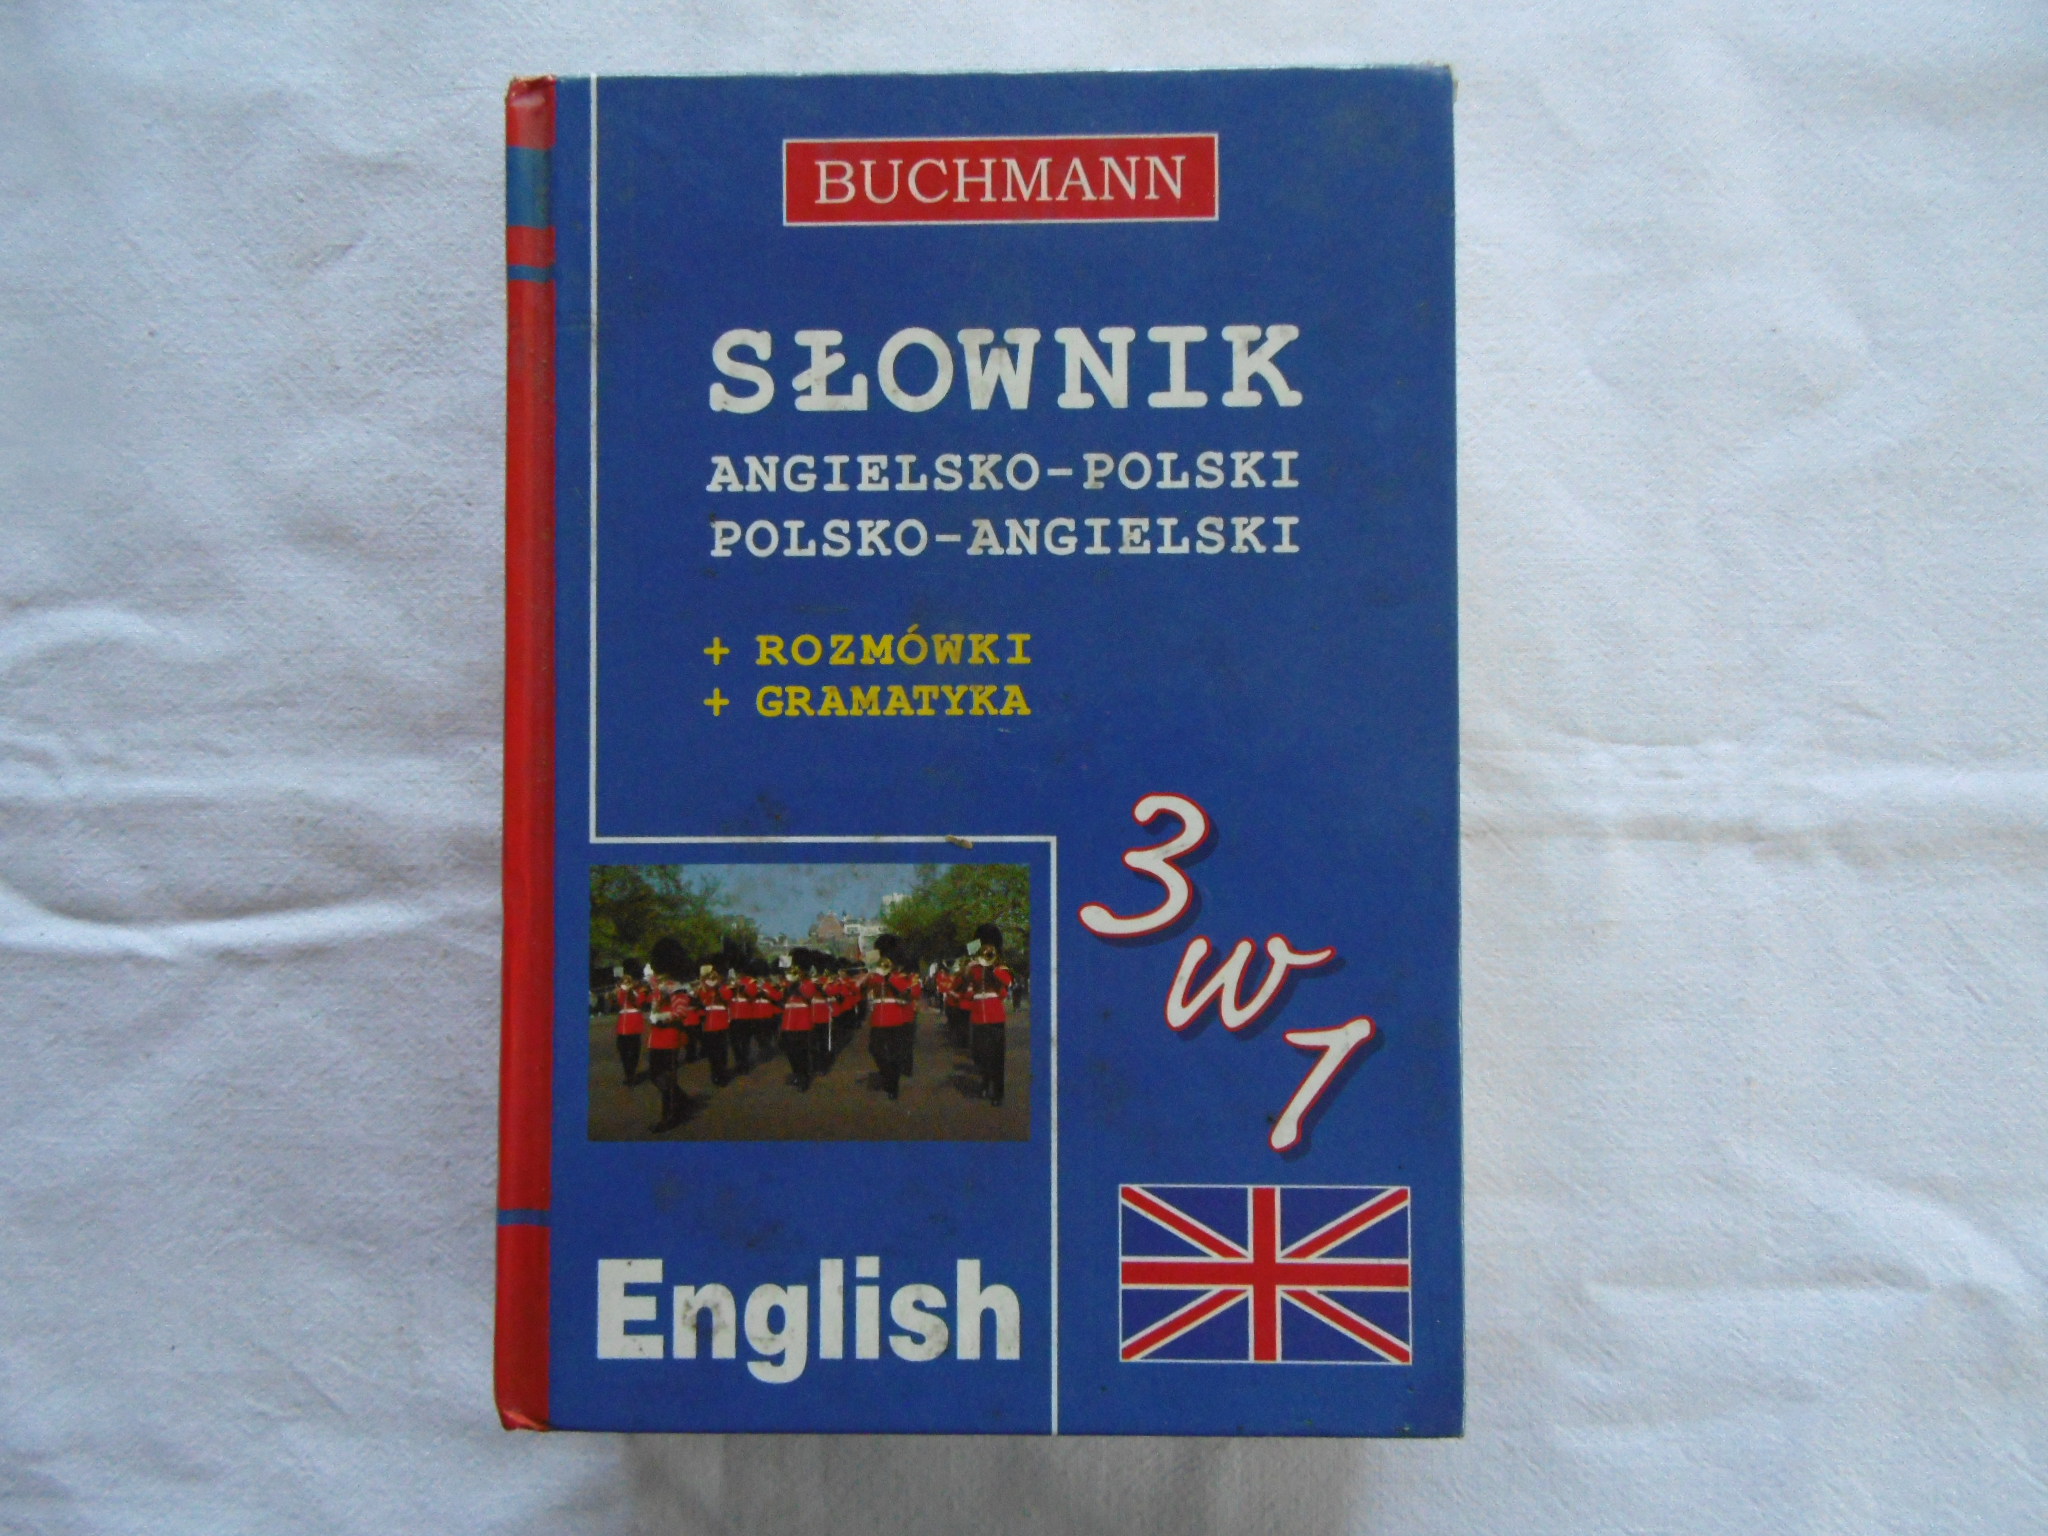 BUCHMANN
SŁOWNIK
ANGIELSKO-POLSKI
POLSKO-ANGIELSKI
+ ROZMÓWKI
+ GRAMATYKA
3
w
1
English